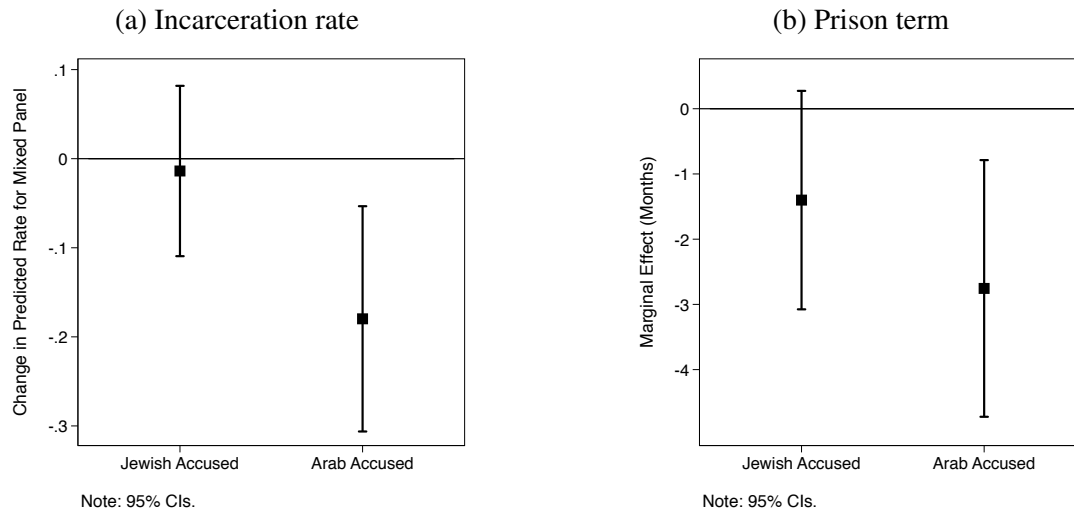 (a) Incarceration rate
Change in Predicted Rate for Mixed Panel
.1
0
-.1
-.2
-.3
Jewish Accused Arab Accused
Note: 95% CIs.
(b) Prison term
Marginal Effect (Months)
0
-1
-2
-3
-4
Jewish Accused Arab Accused
Note: 95% CIs.